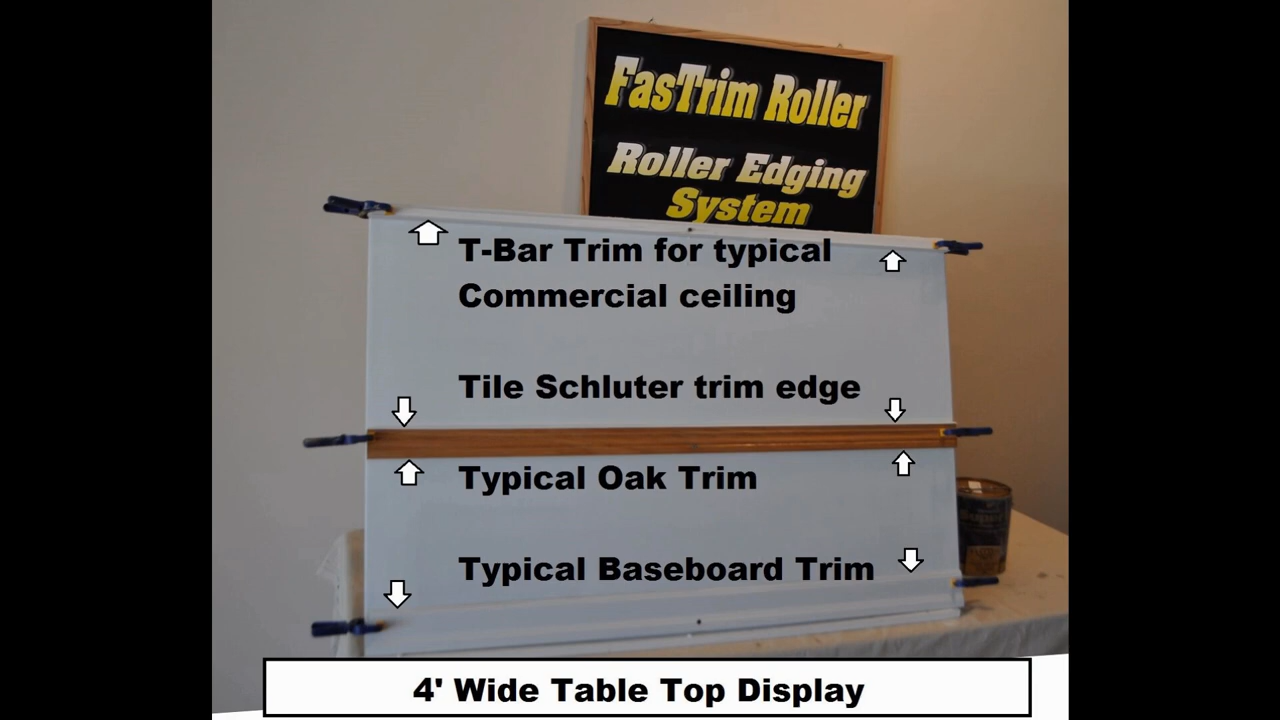 FasTrim Roller
Roller Edging
System
T-Bar Trim for typical
Commercial ceiling
Tile Schluter trim edge
Typical Oak Trim
Typical Baseboard Trim
4' Wide Table Top Display